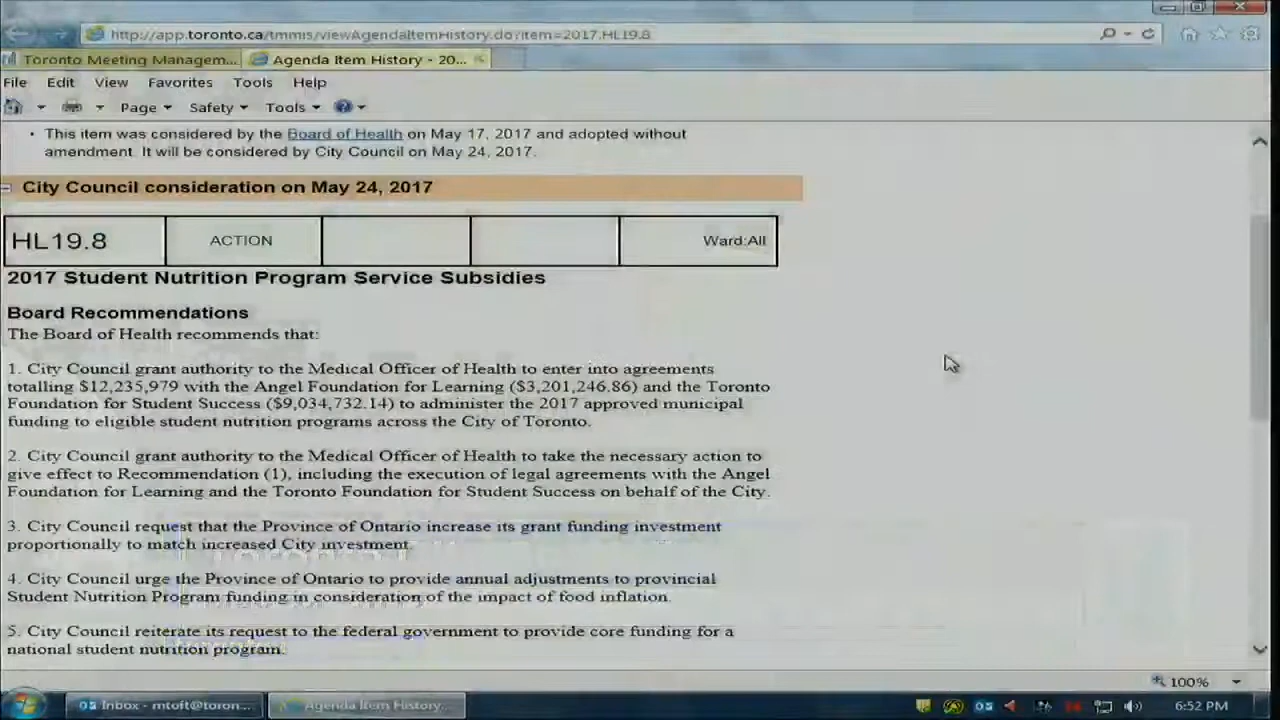 http://app.toronto.ca/tmmis/viewAgendaItemHistory.do?item=2017.HL19.8
Toronto Meeting Managem...
Agenda Item History - 20...
File Edit View Favorites Tools Help
Page Safety Tools
• This item was considered by the Board of Health on May 17, 2017 and adopted without
amendment. It will be considered by City Council on May 24, 2017.
City Council consideration on May 24, 2017
HL19.8 ACTION Ward:All
2017 Student Nutrition Program Service Subsidies
Board Recommendations
The Board of Health recommends that:
1. City Council grant authority to the Medical Officer of Health to enter into agreements
totalling $12,235,979 with the Angel Foundation for Learning ($3,201,246.86) and the Toronto
Foundation for Student Success ($9,034,732.14) to administer the 2017 approved municipal
funding to eligible student nutrition programs across the City of Toronto.
2. City Council grant authority to the Medical Officer of Health to take the necessary action to
give effect to Recommendation (1), including the execution of legal agreements with the Angel
Foundation for Learning and the Toronto Foundation for Student Success on behalf of the City.
3. City Council request that the Province of Ontario increase its grant funding investment
proportionally to match increased City investment.
4. City Council urge the Province of Ontario to provide annual adjustments to provincial
Student Nutrition Program funding in consideration of the impact of food inflation.
5. City Council reiterate its request to the federal government to provide core funding for a
national student nutrition program.
100%
Inbox - mtoft@toron...
Agenda Item History...
6:52 PM